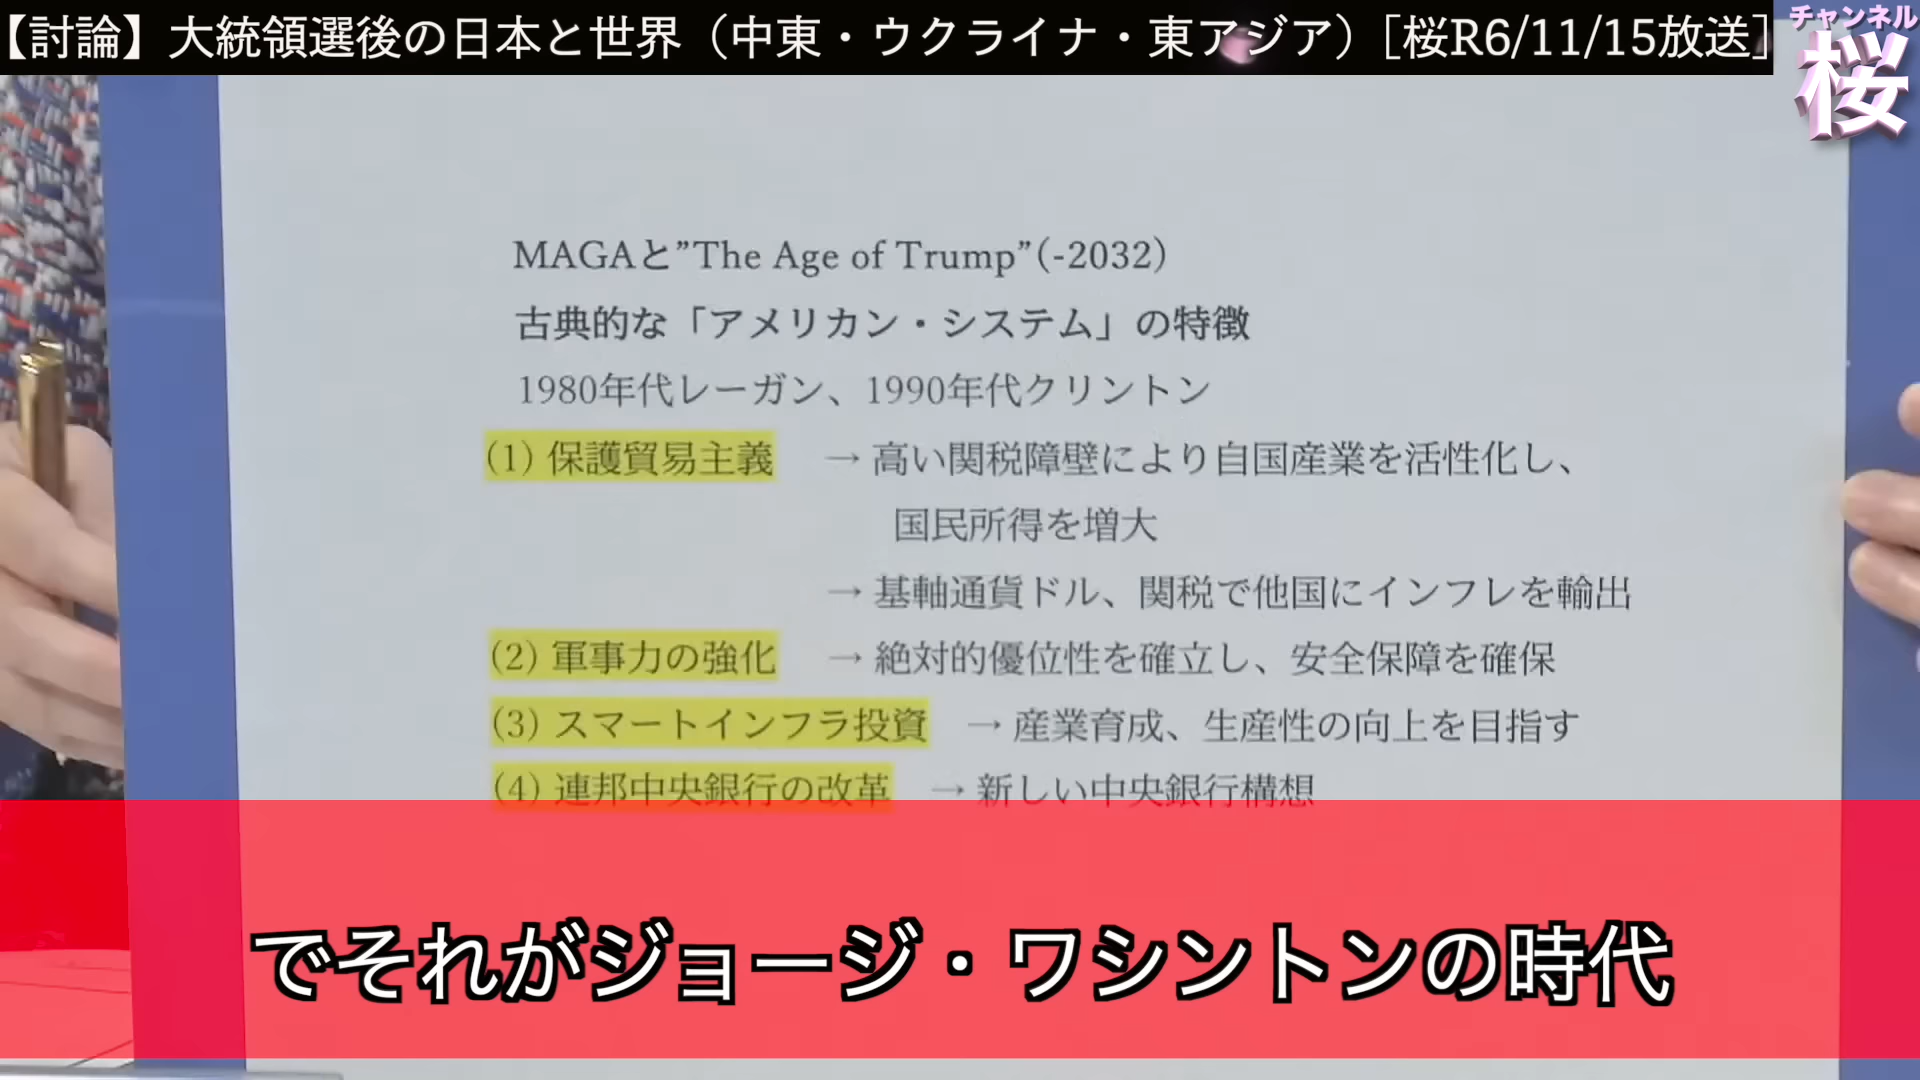 【討論】大統領選後の日本と世界（中東・ウクライナ・東アジア）［桜R6/11/15放送］
チャンネル
桜
MAGAと”The Age of Trump”(-2032)
古典的な「アメリカン・システム」の特徴
1980年代レーガン、1990年代クリントン
(1) 保護貿易主義 → 高い関税障壁により自国産業を活性化し、
国民所得を増大
→ 基軸通貨ドル、関税で他国にインフレを輸出
(2) 軍事力の強化 → 絶対的優位性を確立し、安全保障を確保
(3) スマートインフラ投資 → 産業育成、生産性の向上を目指す
(4) 連邦中央銀行の改革 → 新しい中央銀行構想
でそれがジョージ・ワシントンの時代